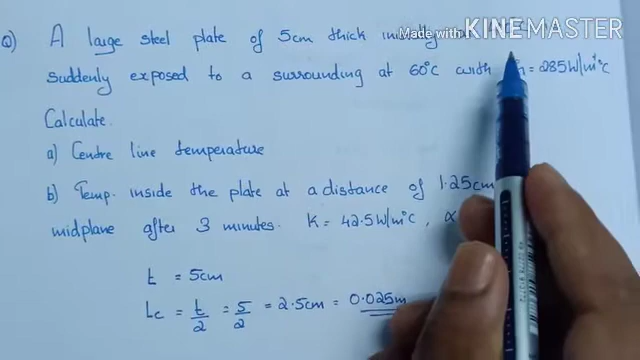 Made with KINEMASTER
Q) A large steel plate of 5cm thick
suddenly exposed to a surrounding at 60°C with h = 285W/m²°C
Calculate.
a) Centre line temperature
b) Temp. inside the plate at a distance of 1.25cm
midplane after 3 minutes. K = 42.5W/m°C, α
t = 5cm
Lc = t/2 = 5/2 = 2.5cm = 0.025m